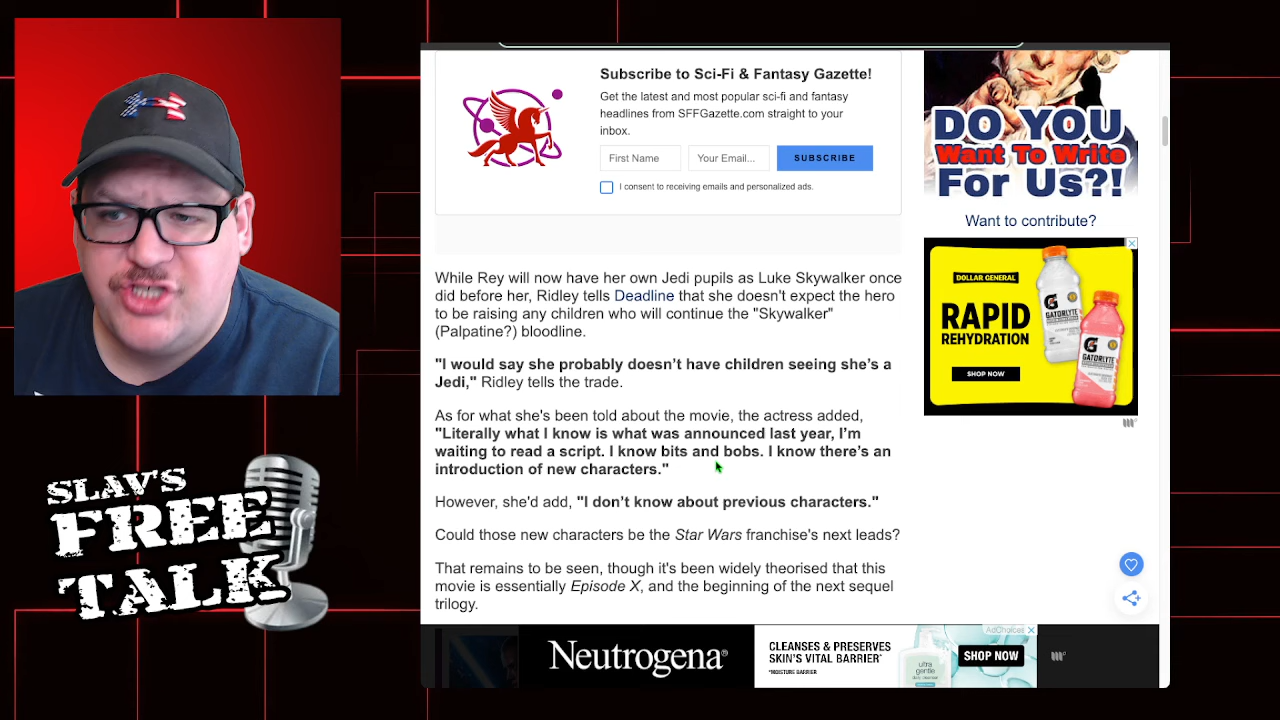 SLAV'S
FREE
TALK
Subscribe to Sci-Fi & Fantasy Gazette!
Get the latest and most popular sci-fi and fantasy
headlines from SFFGazette.com straight to your
inbox.
First Name
Your Email...
SUBSCRIBE
I consent to receiving emails and personalized ads.
While Rey will now have her own Jedi pupils as Luke Skywalker once
did before her, Ridley tells Deadline that she doesn't expect the hero
to be raising any children who will continue the "Skywalker"
(Palpatine?) bloodline.
"I would say she probably doesn't have children seeing she's a
Jedi," Ridley tells the trade.
As for what she's been told about the movie, the actress added,
"Literally what I know is what was announced last year, I'm
waiting to read a script. I know bits and bobs. I know there's an
introduction of new characters."
However, she'd add, "I don't know about previous characters."
Could those new characters be the Star Wars franchise's next leads?
That remains to be seen, though it's been widely theorised that this
movie is essentially Episode X, and the beginning of the next sequel
trilogy.
DO YOU
Want To Write
For Us?!
Want to contribute?
DOLLAR GENERAL
RAPID
REHYDRATION
SHOP NOW
G
GATORLYTE
G
GATORLYTE
Neutrogena®
CLEANSES & PRESERVES
SKIN'S VITAL BARRIER*
*MOISTURE BARRIER
ultra
gentle
AdChoices
SHOP NOW